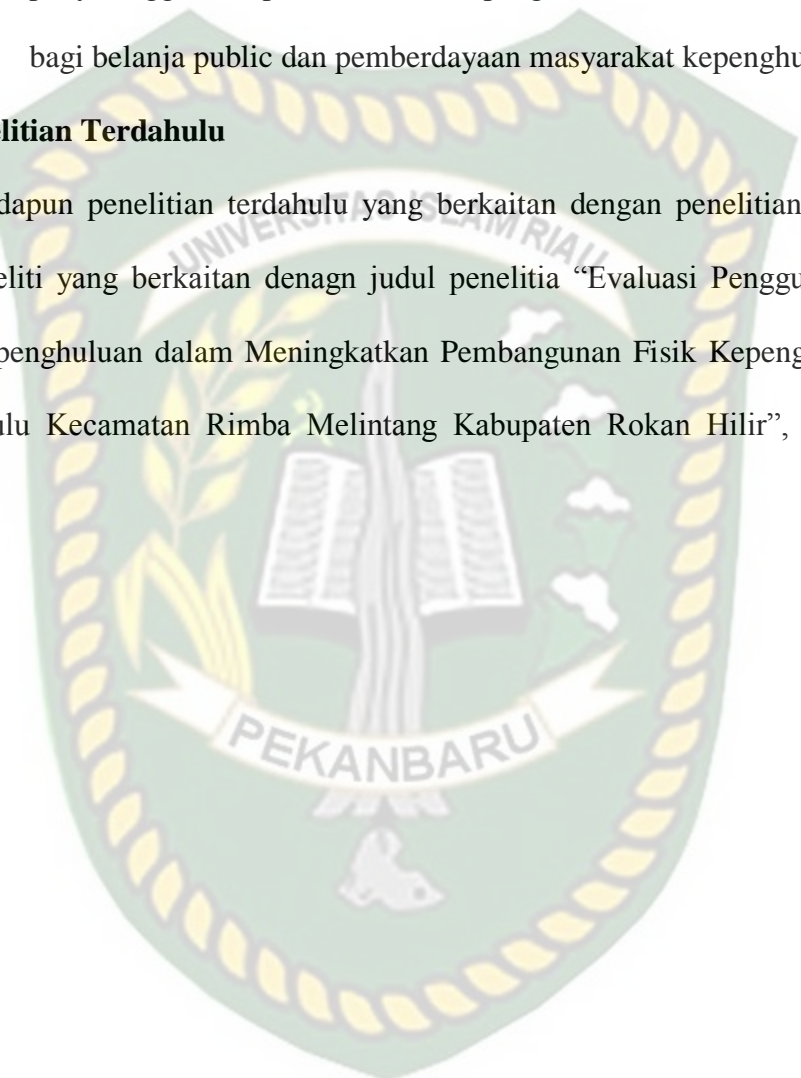 bagi belanja public dan pemberdayaan masyarakat kepenghu
elitian Terdahulu
dapun penelitian terdahulu yang berkaitan dengan penelitian
eliti yang berkaitan denagn judul penelitia “Evaluasi Penggu
penghuluan dalam Meningkatkan Pembangunan Fisik Kepeng
ulu Kecamatan Rimba Melintang Kabupaten Rokan Hilir”,
UNIVERSITAS ISLAM RIAU
PEKANBARU